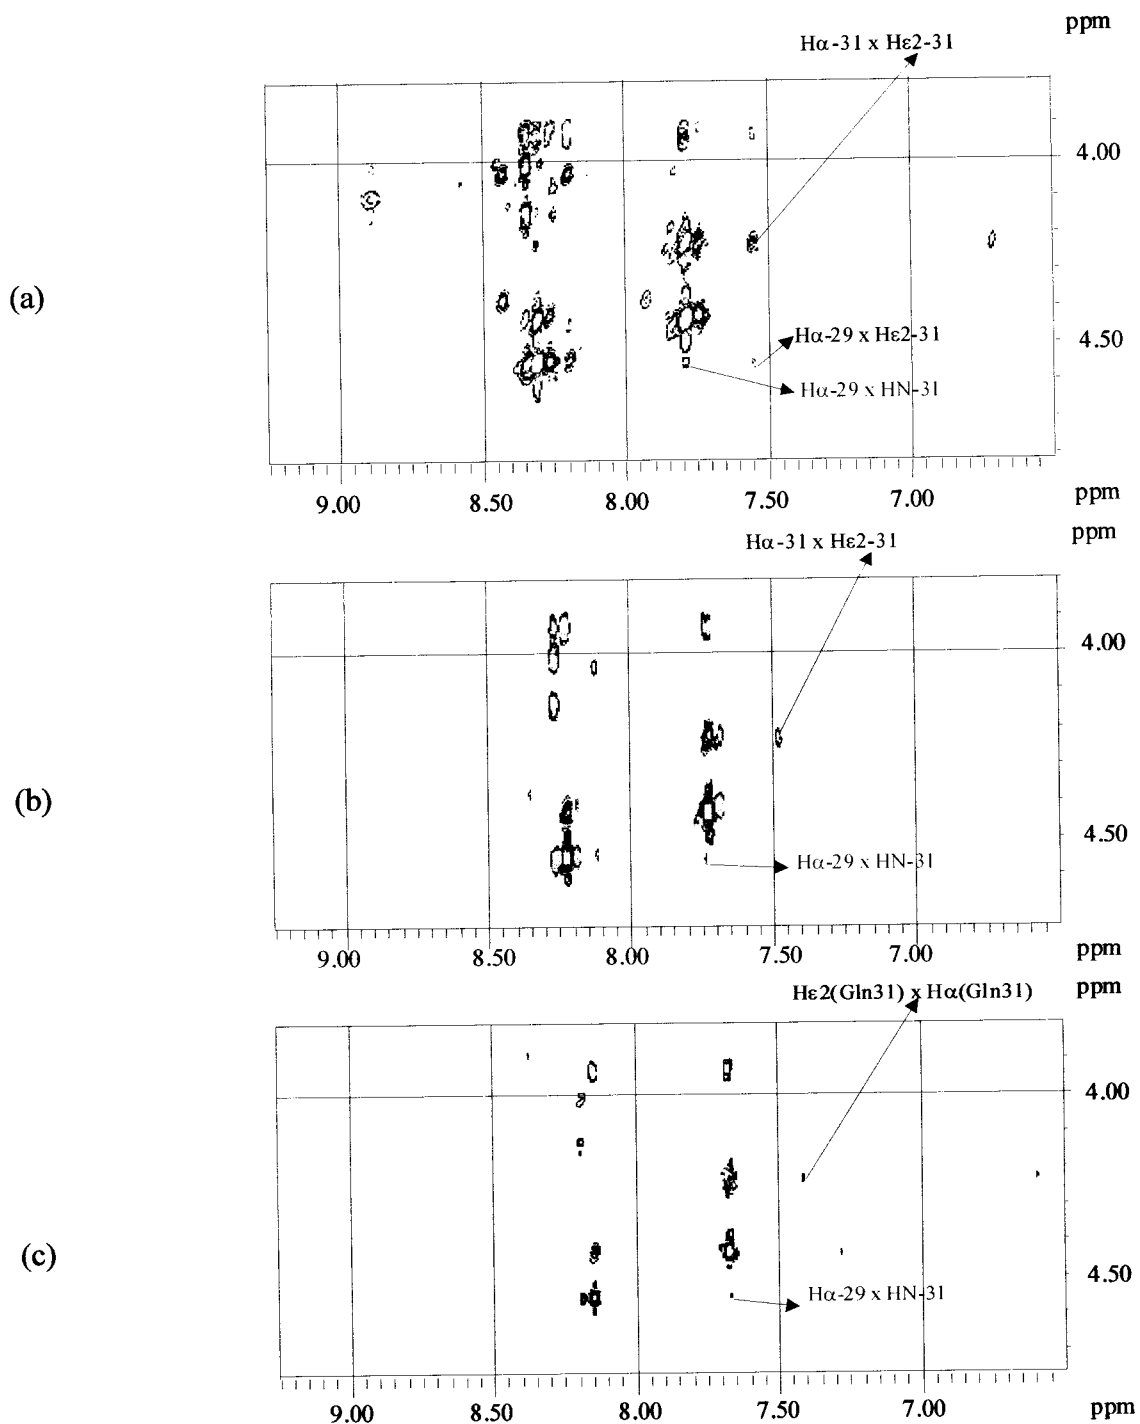 ppm
Hα-31 x Hε2-31
4.00
(a)
4.50
Hα-29 x Hε2-31
Hα-29 x HN-31
9.00 8.50 8.00 7.50 7.00 ppm
ppm
Hα-31 x Hε2-31
4.00
(b)
4.50
Hα-29 x HN-31
9.00 8.50 8.00 7.50 7.00 ppm
Hε2(Gln31) x Hα(Gln31) ppm
4.00
(c)
4.50
Hα-29 x HN-31
9.00 8.50 8.00 7.50 7.00 ppm